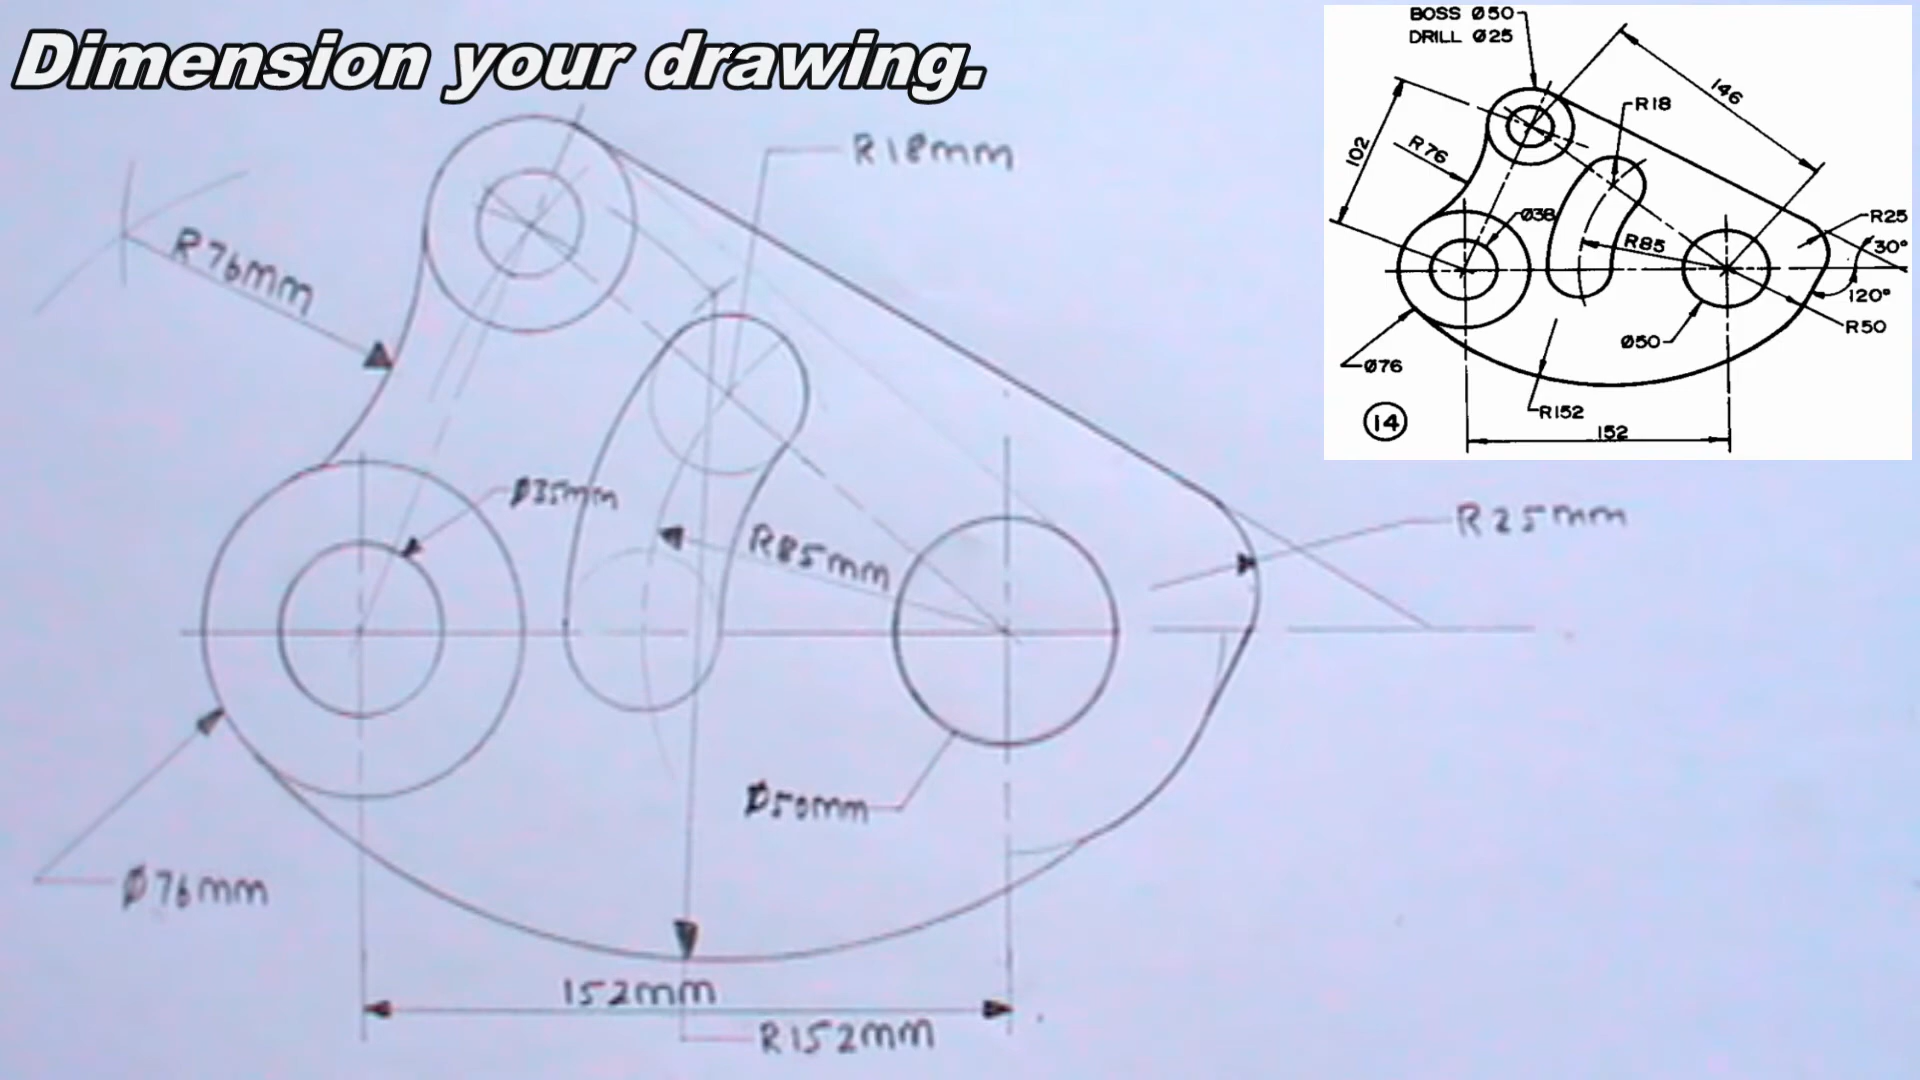 Dimension your drawing.
R18mm
R76mm
Ø35mm
R85mm
R25mm
Ø50mm
Ø76mm
152mm
R152mm
BOSS Ø50
DRILL Ø25
146
R18
102
R76
Ø38
R85
R25
30°
120°
R50
Ø50
Ø76
R152
14
152